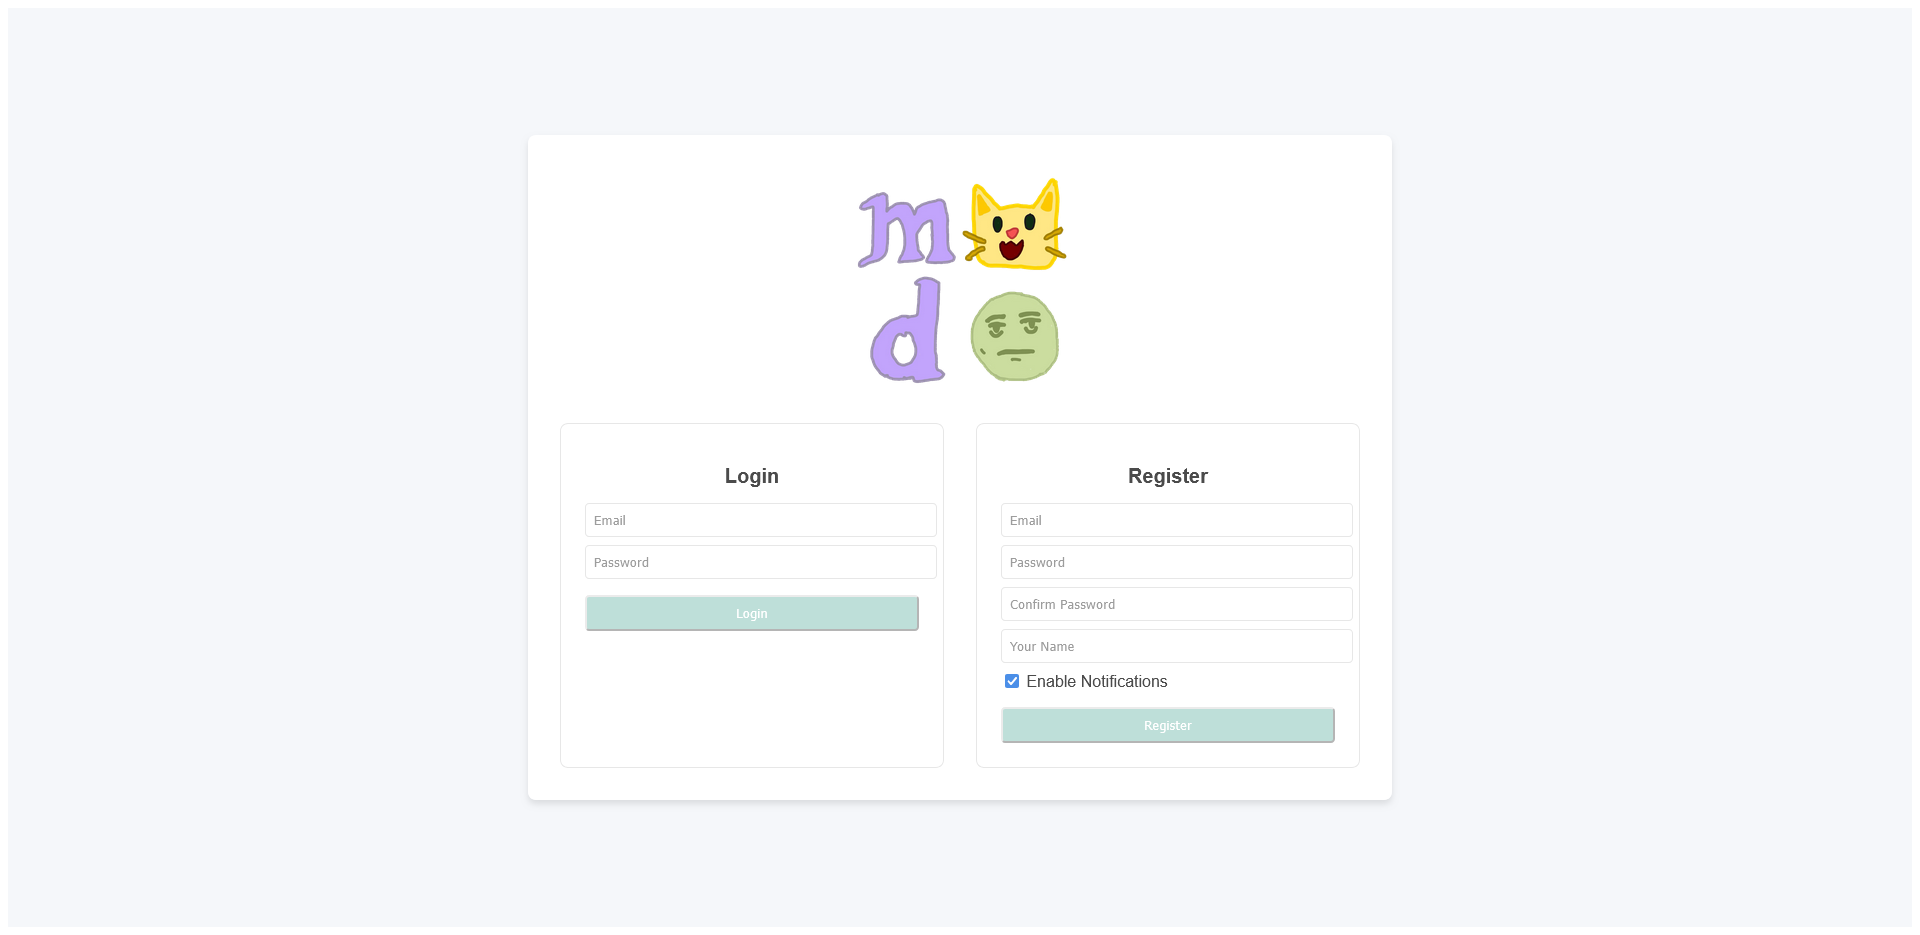 m
d
Login
Email
Password
Login
Register
Email
Password
Confirm Password
Your Name
Enable Notifications
Register